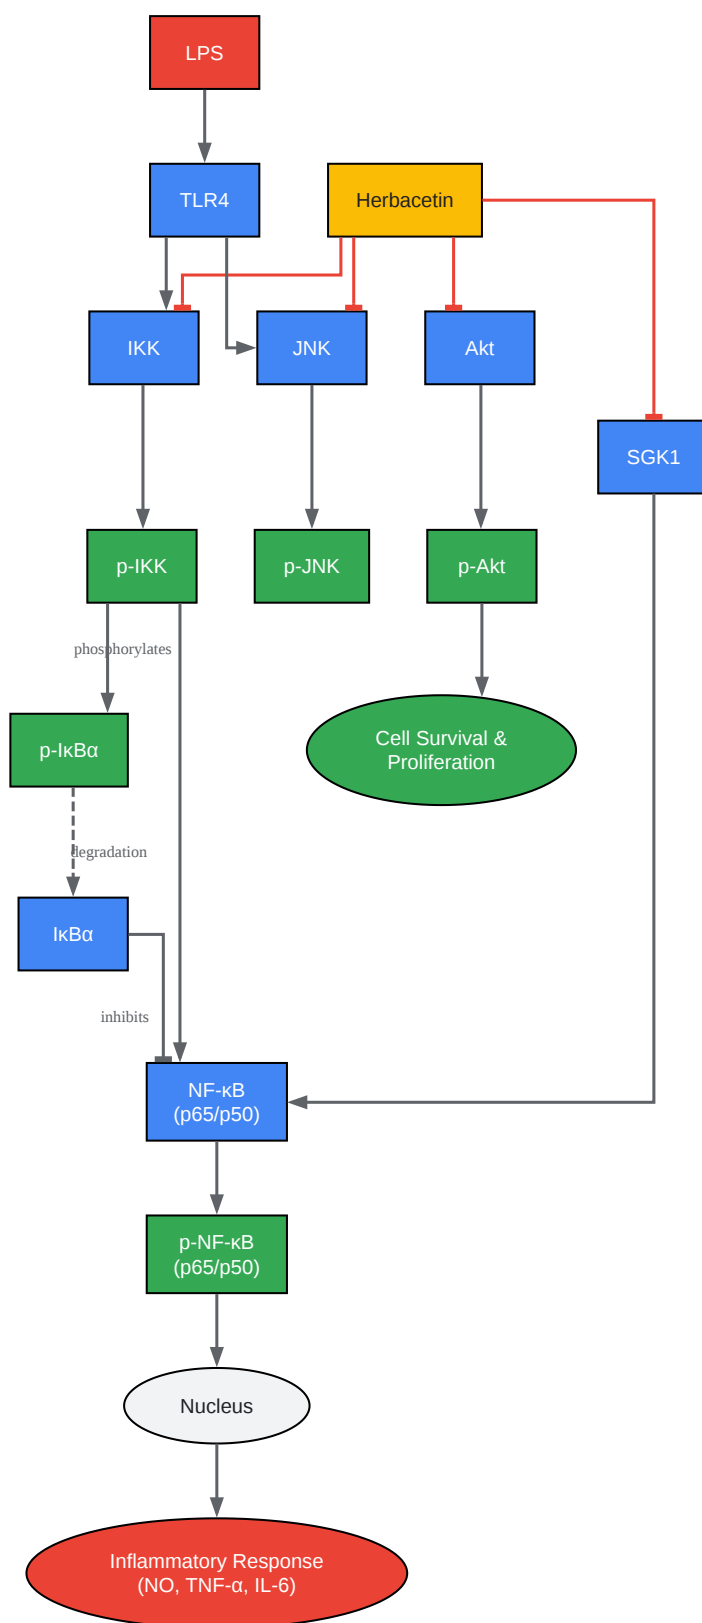 LPS
TLR4
Herbacetin
IKK
JNK
Akt
SGK1
p-IKK
p-JNK
p-Akt
phosphorylates
p-IκBα
Cell Survival &
Proliferation
degradation
IκBα
inhibits
NF-κB
(p65/p50)
p-NF-κB
(p65/p50)
Nucleus
Inflammatory Response
(NO, TNF-α, IL-6)